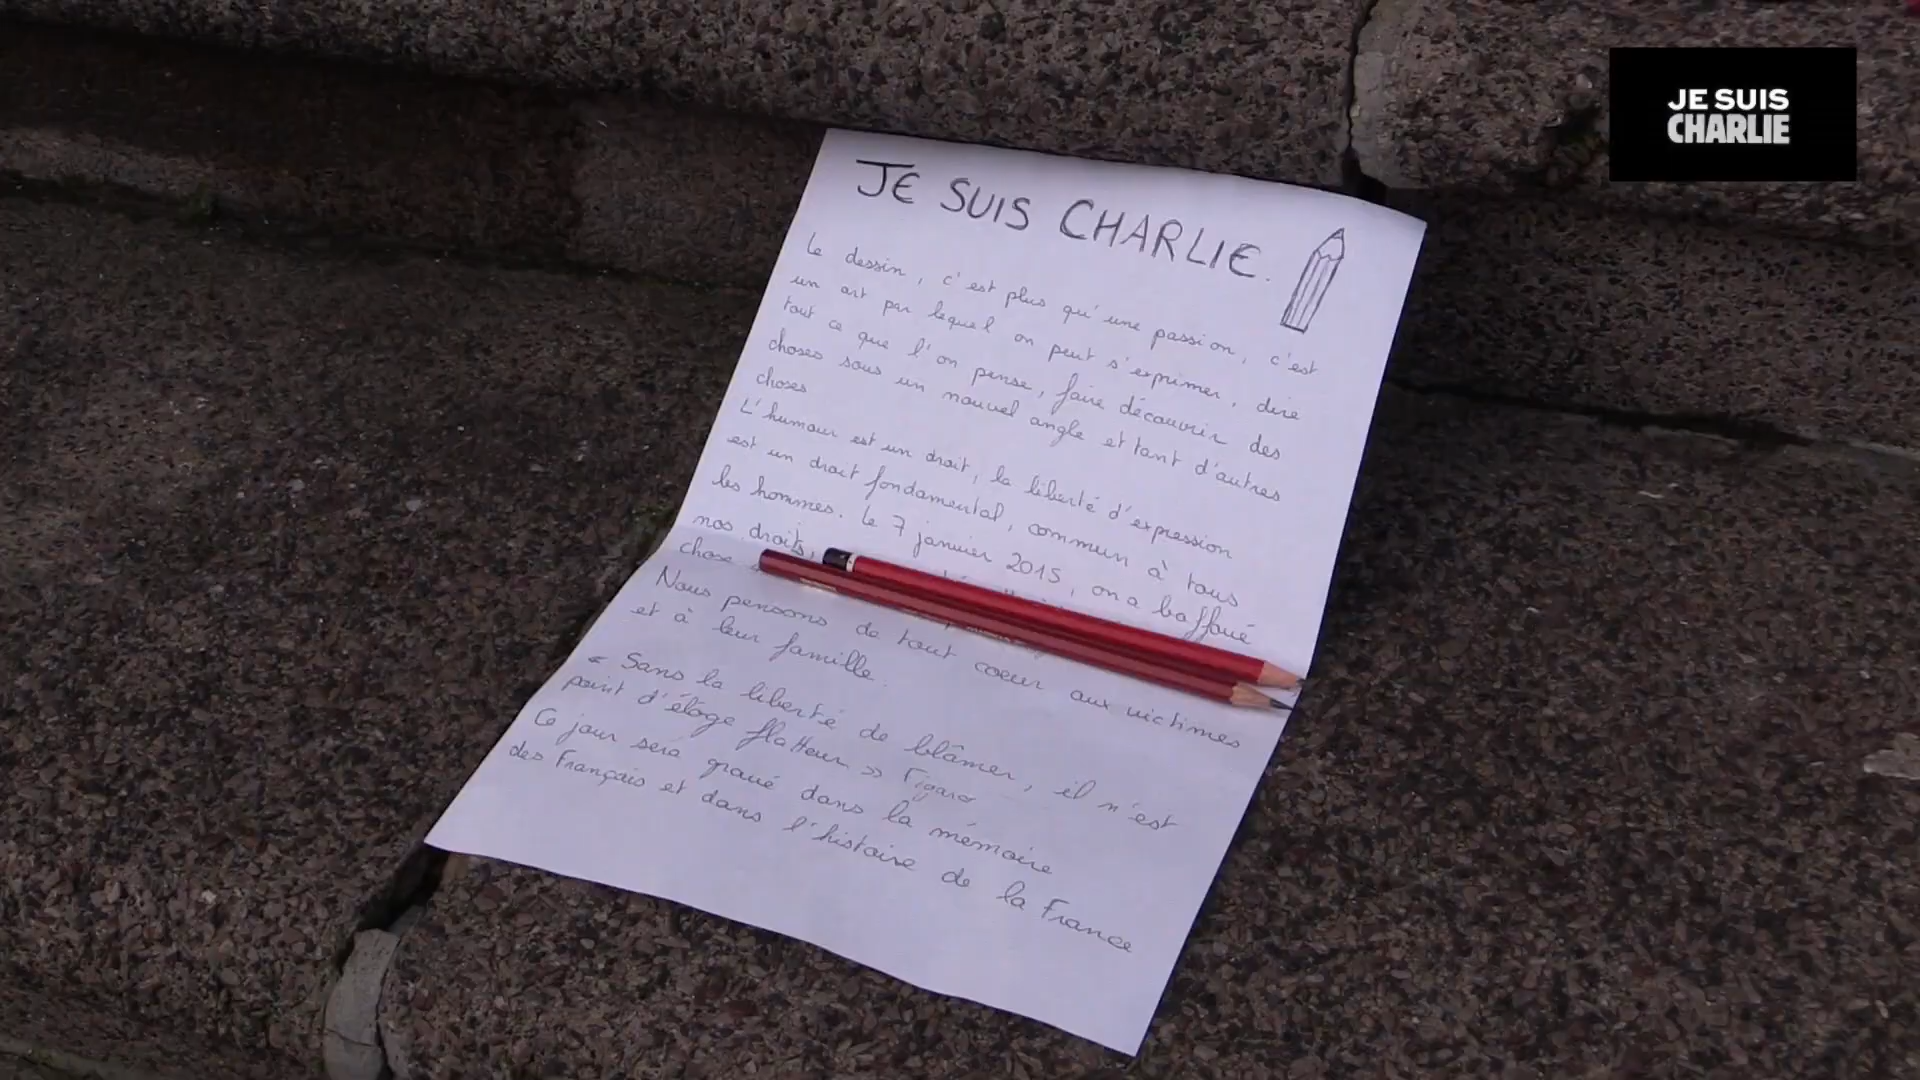 JE SUIS
CHARLIE
JE SUIS CHARLIE.
Le dessin, c'est plus qu'une passion, c'est
un art par lequel on peut s'exprimer, dire
tout ce que l'on pense, faire découvrir des
choses sous un nouvel angle et tant d'autres
choses
L'humour est un droit, la liberté d'expression
est un droit fondamental, commun à tous
les hommes. Le 7 janvier 2015, on a baffoué
nos droits,
chose
Nous pensons de tout coeur aux victimes
et à leur famille.
« Sans la liberté de blâmer, il n'est
point d'éloge flatteur » Figaro
Ce jour sera gravé dans la mémoire
des Français et dans l'histoire de la France